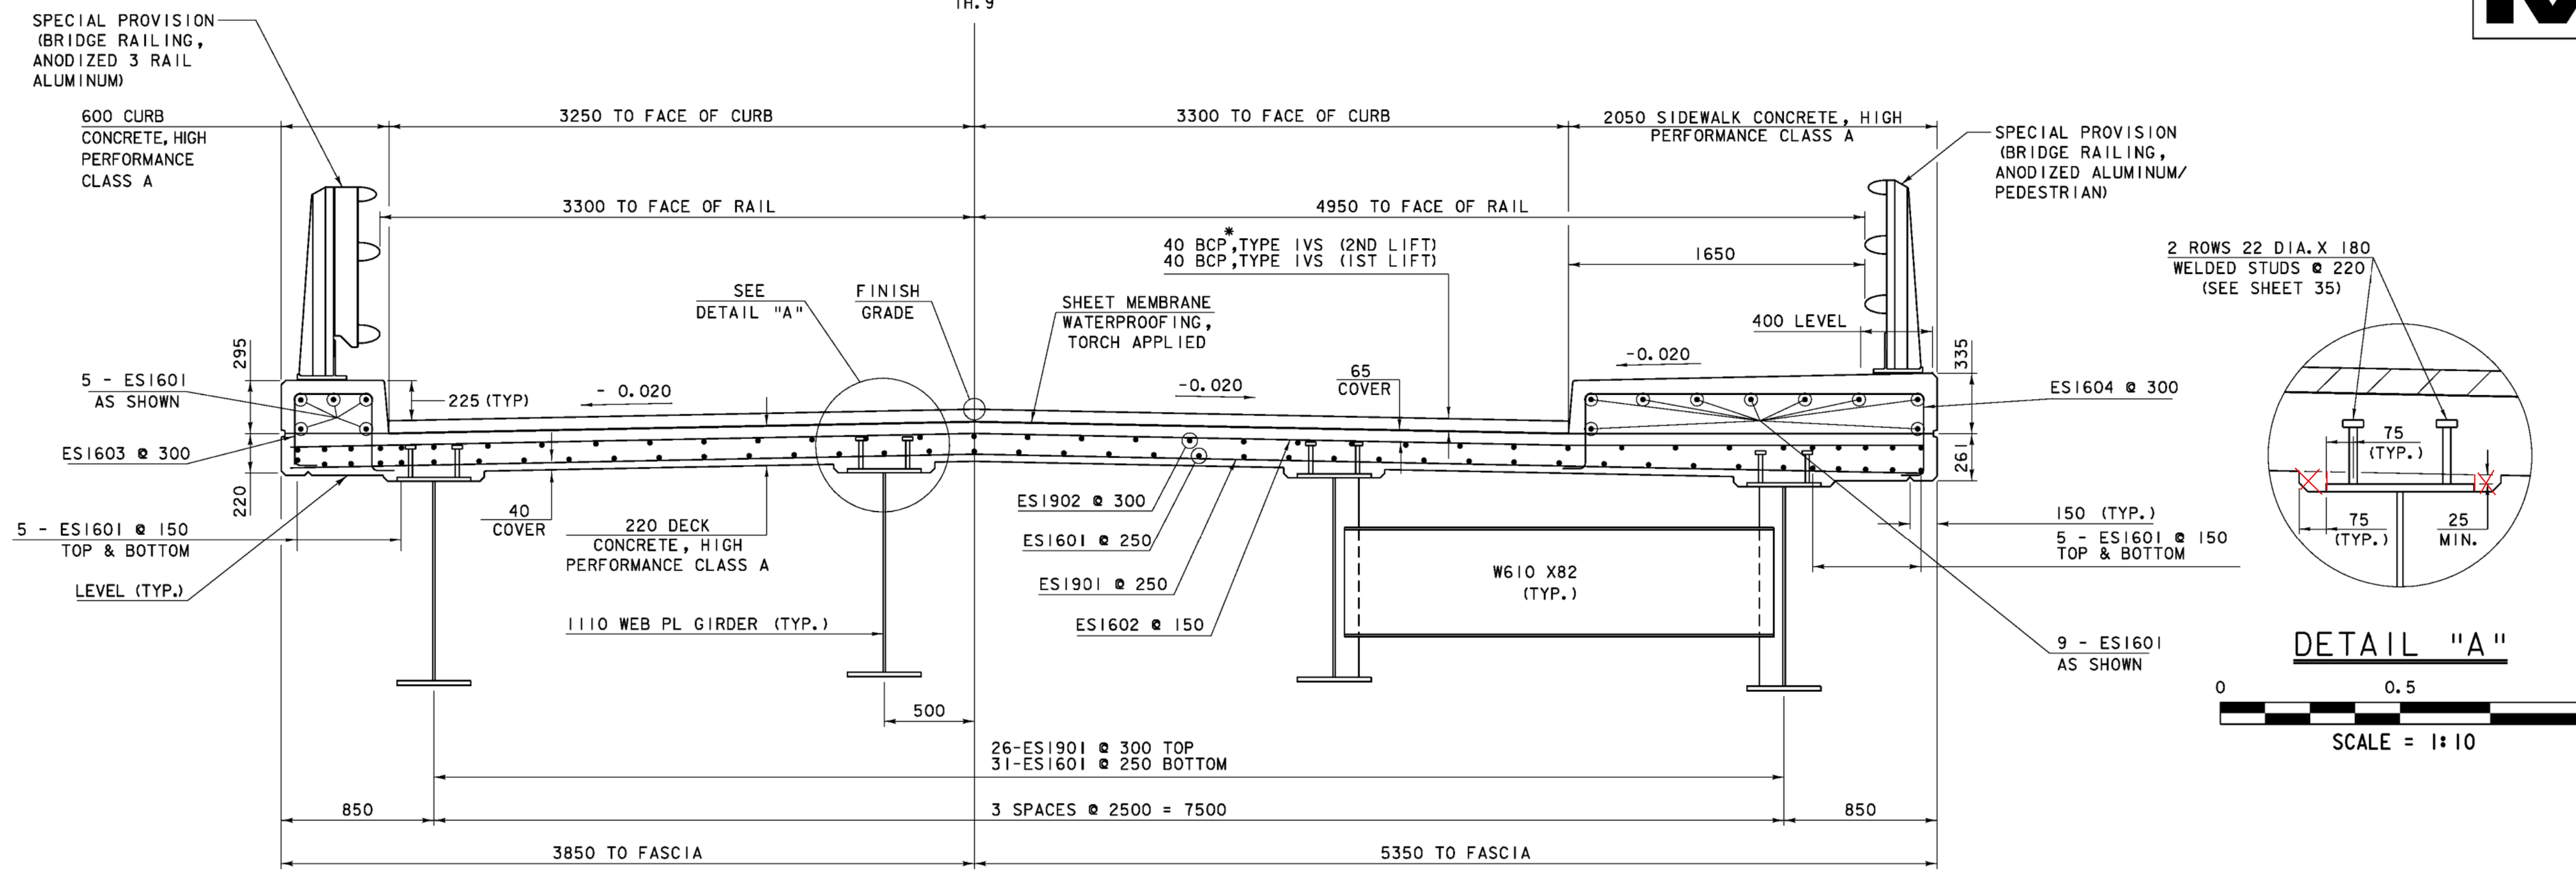 TH. 9
SPECIAL PROVISION
(BRIDGE RAILING,
ANODIZED 3 RAIL
ALUMINUM)
600 CURB
CONCRETE, HIGH
PERFORMANCE
CLASS A
3250 TO FACE OF CURB
3300 TO FACE OF CURB
2050 SIDEWALK CONCRETE, HIGH
PERFORMANCE CLASS A
SPECIAL PROVISION
(BRIDGE RAILING,
ANODIZED ALUMINUM/
PEDESTRIAN)
3300 TO FACE OF RAIL
4950 TO FACE OF RAIL
*
40 BCP, TYPE IVS (2ND LIFT)
40 BCP, TYPE IVS (1ST LIFT)
1650
SEE
DETAIL "A"
FINISH
GRADE
SHEET MEMBRANE
WATERPROOFING,
TORCH APPLIED
400 LEVEL
295
5 - ES1601
AS SHOWN
225 (TYP)
- 0.020
-0.020
65
COVER
-0.020
335
ES1604 @ 300
ES1603 @ 300
220
261
5 - ES1601 @ 150
TOP & BOTTOM
LEVEL (TYP.)
40
COVER
220 DECK
CONCRETE, HIGH
PERFORMANCE CLASS A
1110 WEB PL GIRDER (TYP.)
ES1902 @ 300
ES1601 @ 250
ES1901 @ 250
ES1602 @ 150
W610 X82
(TYP.)
150 (TYP.)
5 - ES1601 @ 150
TOP & BOTTOM
9 - ES1601
AS SHOWN
500
26-ES1901 @ 300 TOP
31-ES1601 @ 250 BOTTOM
850
3 SPACES @ 2500 = 7500
850
3850 TO FASCIA
5350 TO FASCIA
2 ROWS 22 DIA. X 180
WELDED STUDS @ 220
(SEE SHEET 35)
75
(TYP.)
75
(TYP.)
25
MIN.
DETAIL "A"
0
0.5
SCALE = 1:10